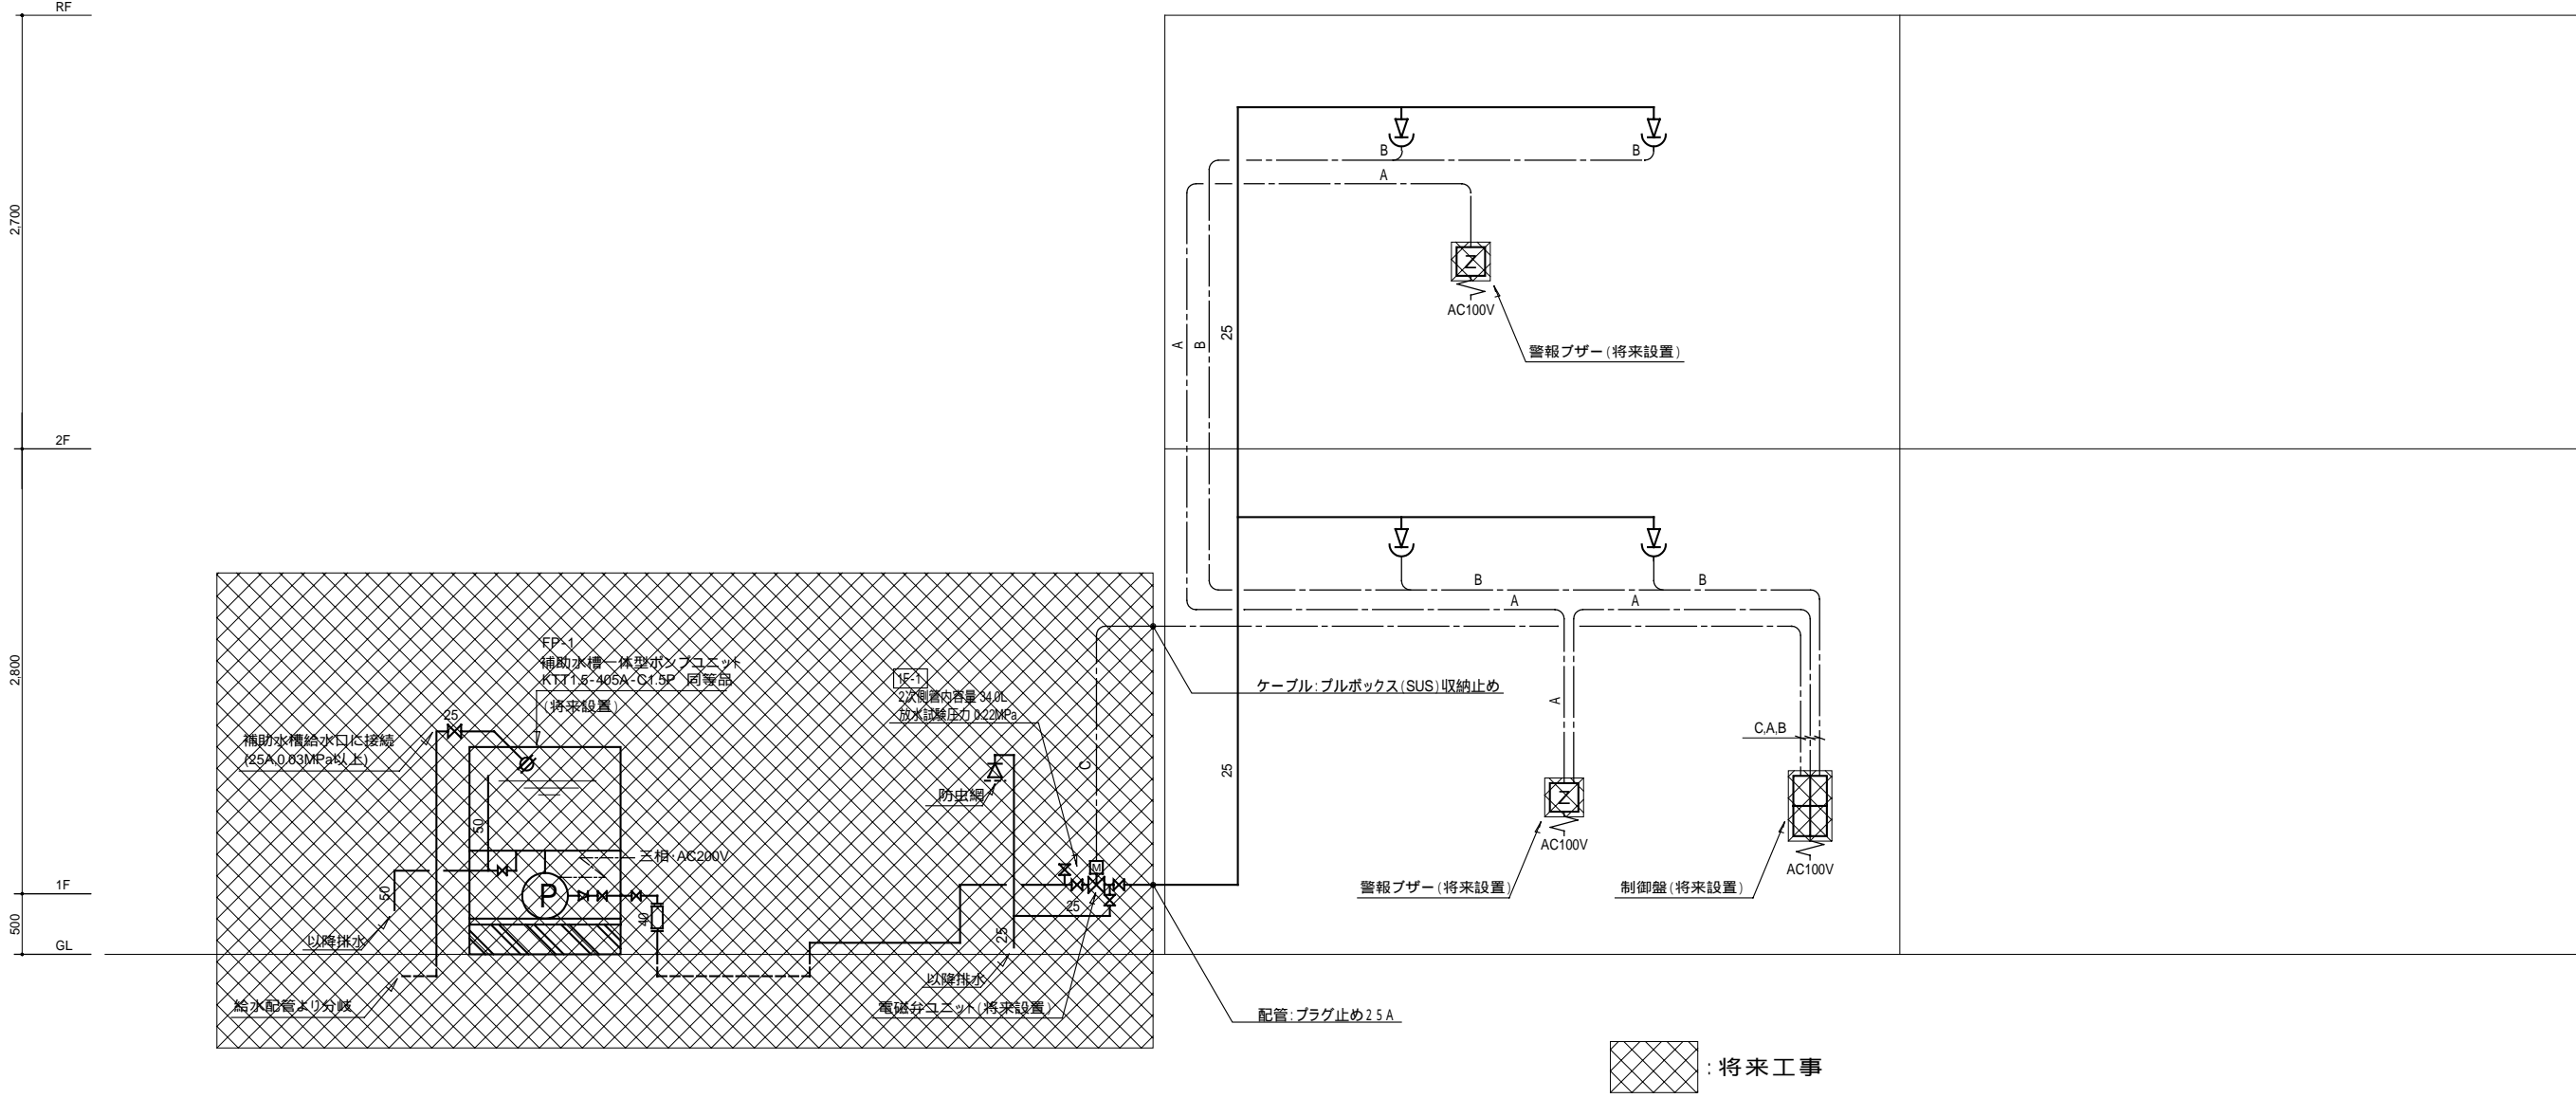 RF
2,700
2F
2,800
1F
500
GL
B
B
A
A
B
25
AC100V
警報ブザー(将来設置)
B
B
A
A
FP-1
補助水槽一体型ポンプユニット
KTT1.5-405A-C1.5P 同等品
(将来設置)
1F-1
2次側管内容量 34.0L
放水試験圧力 0.22MPa
ケーブル:プルボックス(SUS)収納止め
25
補助水槽給水口に接続
(25A,0.03MPa以上)
C
A
C,A,B
25
防虫網
Z
Z
50
三相・AC200V
M
AC100V
AC100V
50
P
40
25
警報ブザー(将来設置)
制御盤(将来設置)
以降排水
25
以降排水
給水配管より分岐
電磁弁ユニット(将来設置)
配管:プラグ止め25A
:将来工事